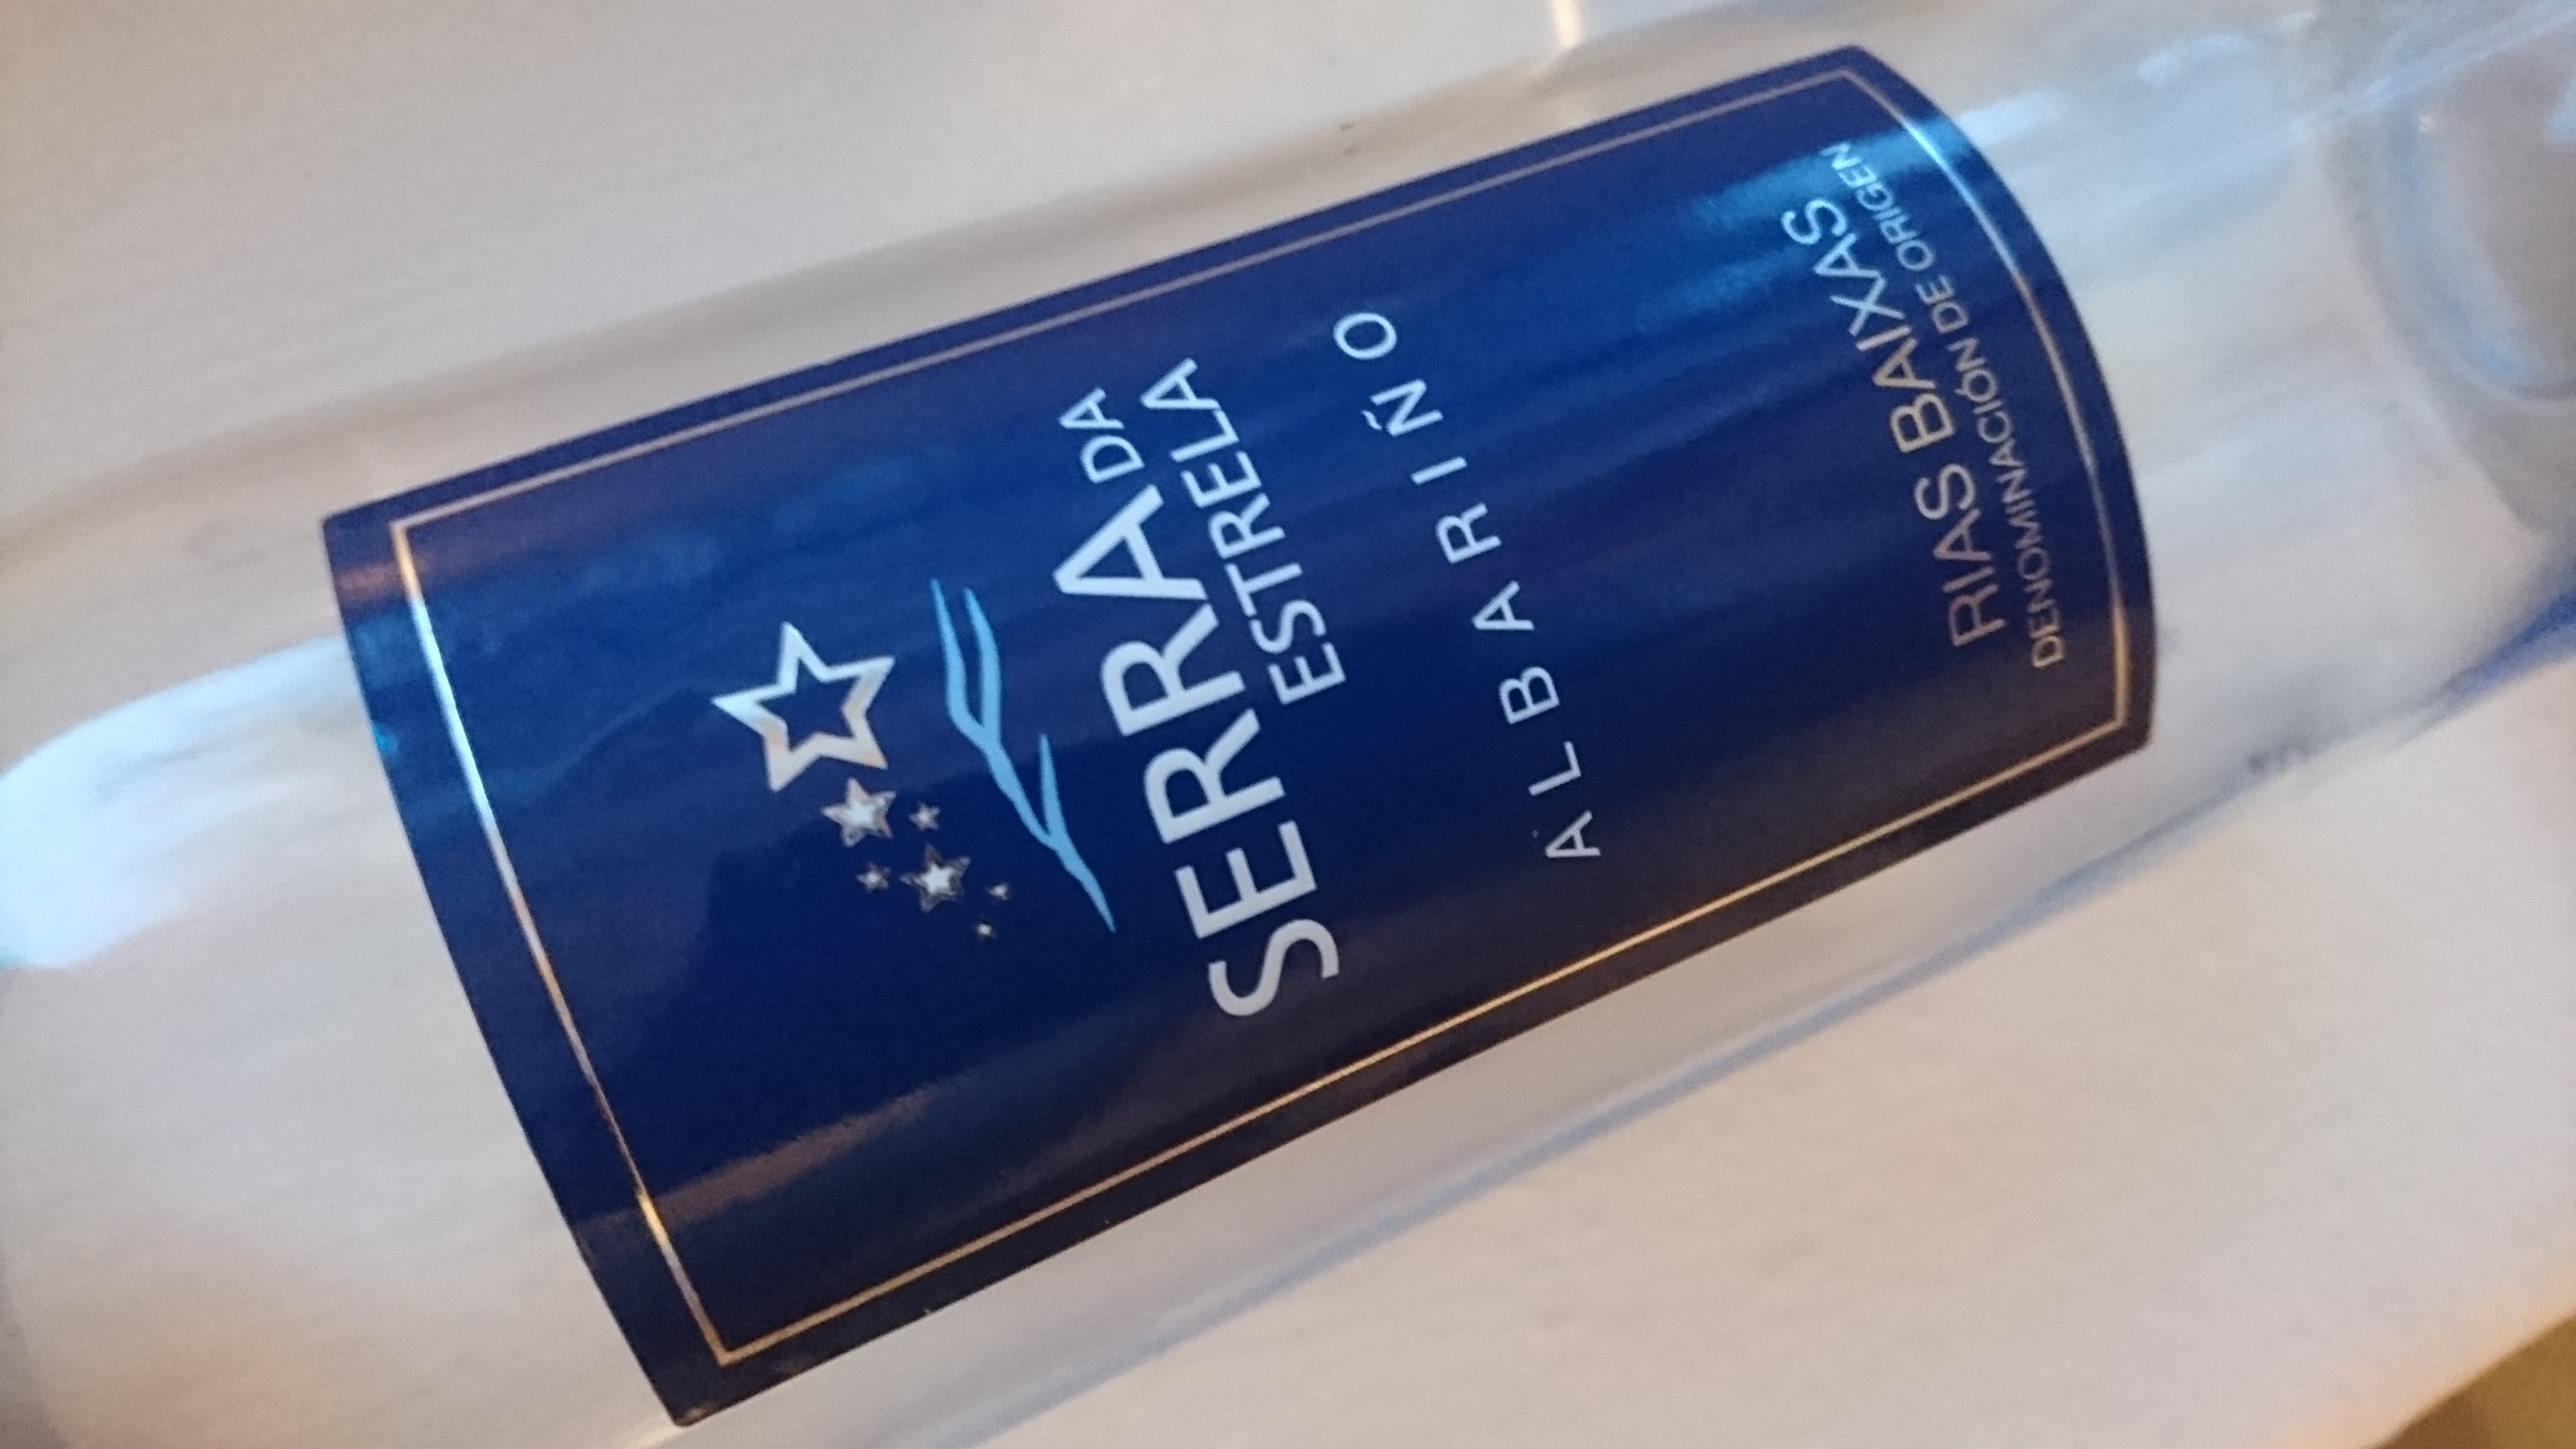 SERRA DA
ESTRELA
ALBARIÑO
RIAS BAIXAS
DENOMINACIÓN DE ORIGEN